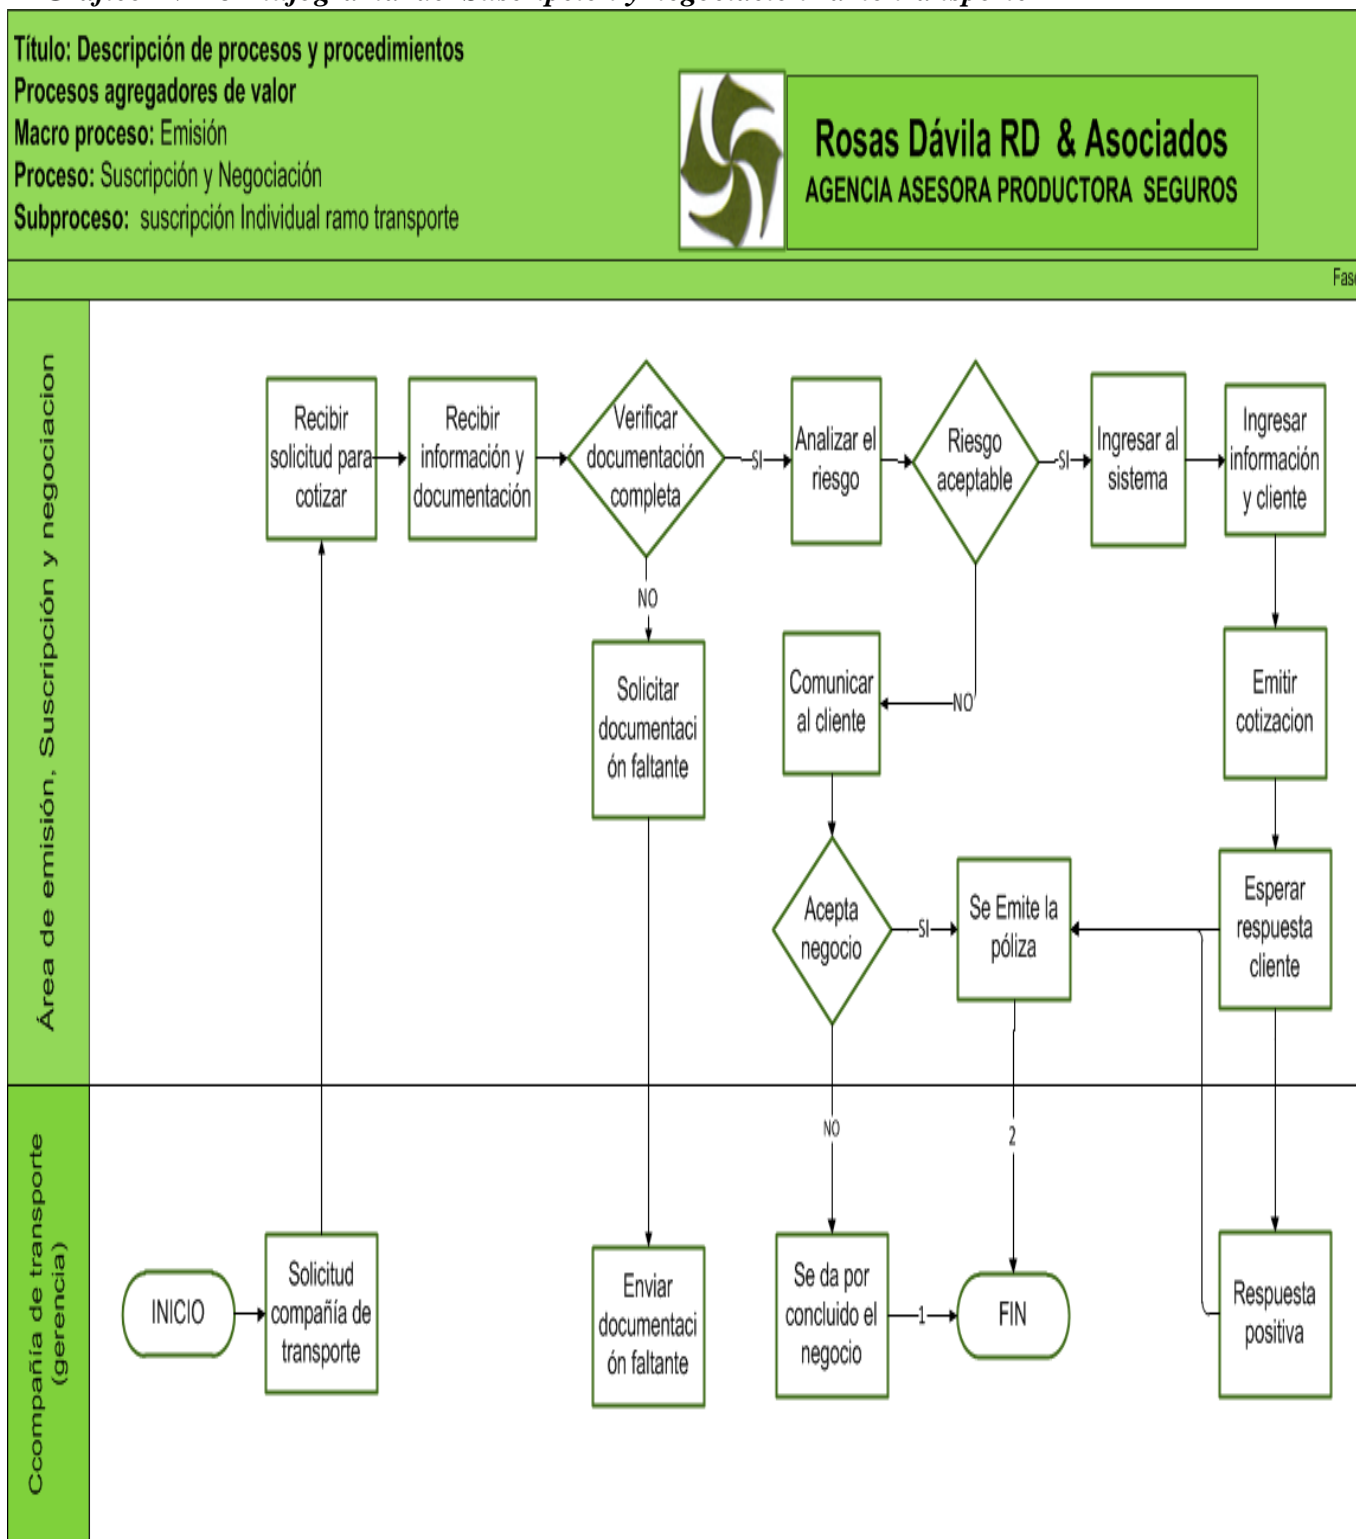 Título: Descripción de procesos y procedimientos
Procesos agregadores de valor
Macro proceso: Emisión
Proceso: Suscripción y Negociación
Subproceso: suscripción Individual ramo transporte
Rosas Dávila RD & Asociados
AGENCIA ASESORA PRODUCTORA SEGUROS
Fase
Área de emisión, Suscripción y negociacion
Recibir
solicitud para
cotizar
Recibir
información y
documentación
Verificar
documentación
completa
SI
Analizar el
riesgo
Riesgo
aceptable
SI
Ingresar al
sistema
Ingresar
información
y cliente
NO
Solicitar
documentaci
ón faltante
Comunicar
al cliente
NO
Emitir
cotizacion
Acepta
negocio
SI
Se Emite la
póliza
Esperar
respuesta
cliente
Ccompañía de transporte
(gerencia)
NO
2
INICIO
Solicitud
compañía de
transporte
Enviar
documentaci
ón faltante
Se da por
concluido el
negocio
1
FIN
Respuesta
positiva